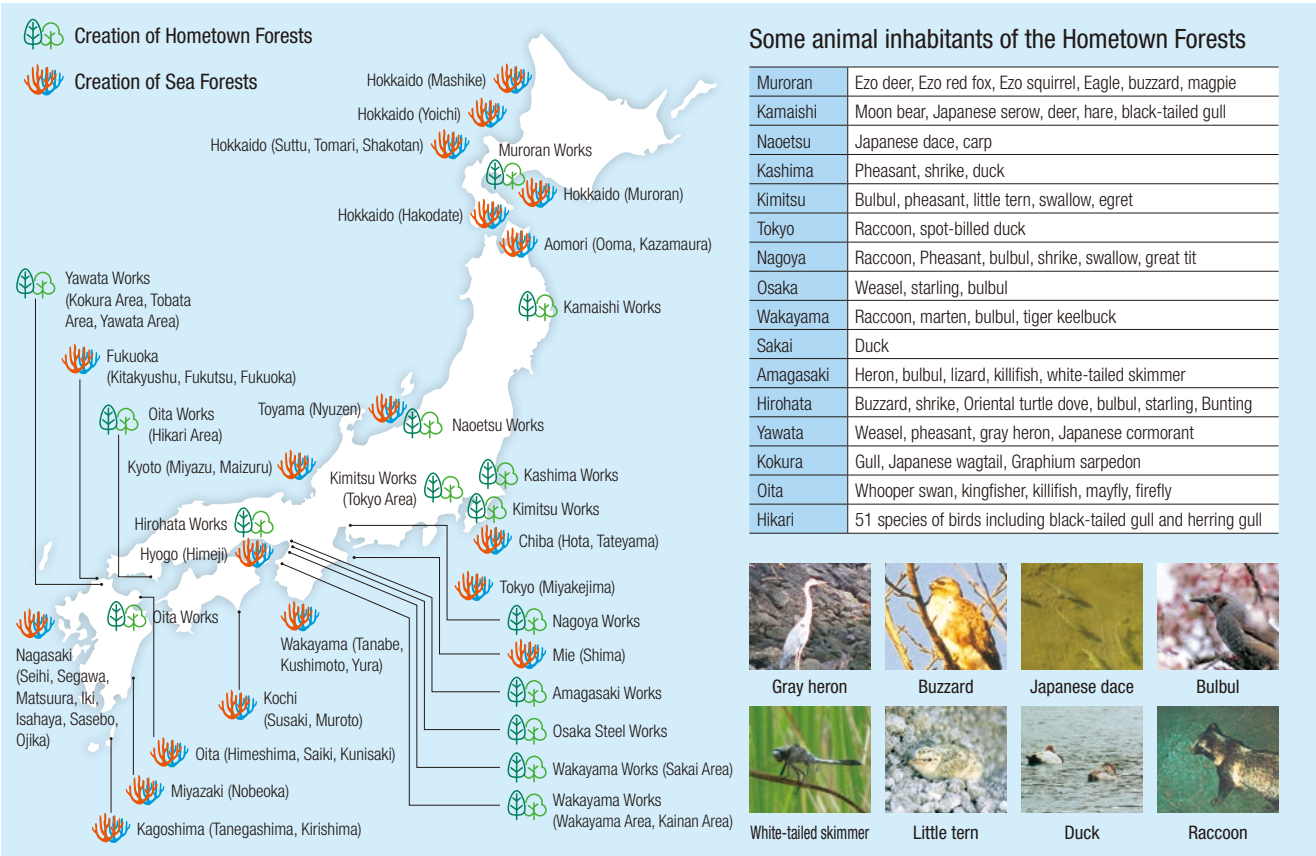 Creation of Hometown Forests
Creation of Sea Forests
Hokkaido (Mashike)
Hokkaido (Yoichi)
Hokkaido (Suttu, Tomari, Shakotan)
Muroran Works
Hokkaido (Muroran)
Hokkaido (Hakodate)
Aomori (Ooma, Kazamaura)
Yawata Works
(Kokura Area, Tobata
Area, Yawata Area)
Kamaishi Works
Fukuoka
(Kitakyushu, Fukutsu, Fukuoka)
Oita Works
(Hikari Area)
Toyama (Nyuzen)
Naoetsu Works
Kyoto (Miyazu, Maizuru)
Kimitsu Works
(Tokyo Area)
Kashima Works
Kimitsu Works
Hirohata Works
Hyogo (Himeji)
Chiba (Hota, Tateyama)
Tokyo (Miyakejima)
Oita Works
Nagoya Works
Wakayama (Tanabe,
Kushimoto, Yura)
Mie (Shima)
Nagasaki
(Seihi, Segawa,
Matsuura, Iki,
Isahaya, Sasebo,
Ojika)
Kochi
(Susaki, Muroto)
Amagasaki Works
Osaka Steel Works
Oita (Himeshima, Saiki, Kunisaki)
Wakayama Works (Sakai Area)
Miyazaki (Nobeoka)
Wakayama Works
(Wakayama Area, Kainan Area)
Kagoshima (Tanegashima, Kirishima)
Some animal inhabitants of the Hometown Forests
Muroran Ezo deer, Ezo red fox, Ezo squirrel, Eagle, buzzard, magpie
Kamaishi Moon bear, Japanese serow, deer, hare, black-tailed gull
Naoetsu Japanese dace, carp
Kashima Pheasant, shrike, duck
Kimitsu Bulbul, pheasant, little tern, swallow, egret
Tokyo Raccoon, spot-billed duck
Nagoya Raccoon, Pheasant, bulbul, shrike, swallow, great tit
Osaka Weasel, starling, bulbul
Wakayama Raccoon, marten, bulbul, tiger keelbuck
Sakai Duck
Amagasaki Heron, bulbul, lizard, killifish, white-tailed skimmer
Hirohata Buzzard, shrike, Oriental turtle dove, bulbul, starling, Bunting
Yawata Weasel, pheasant, gray heron, Japanese cormorant
Kokura Gull, Japanese wagtail, Graphium sarpedon
Oita Whooper swan, kingfisher, killifish, mayfly, firefly
Hikari 51 species of birds including black-tailed gull and herring gull
Gray heron Buzzard Japanese dace Bulbul
White-tailed skimmer Little tern Duck Raccoon